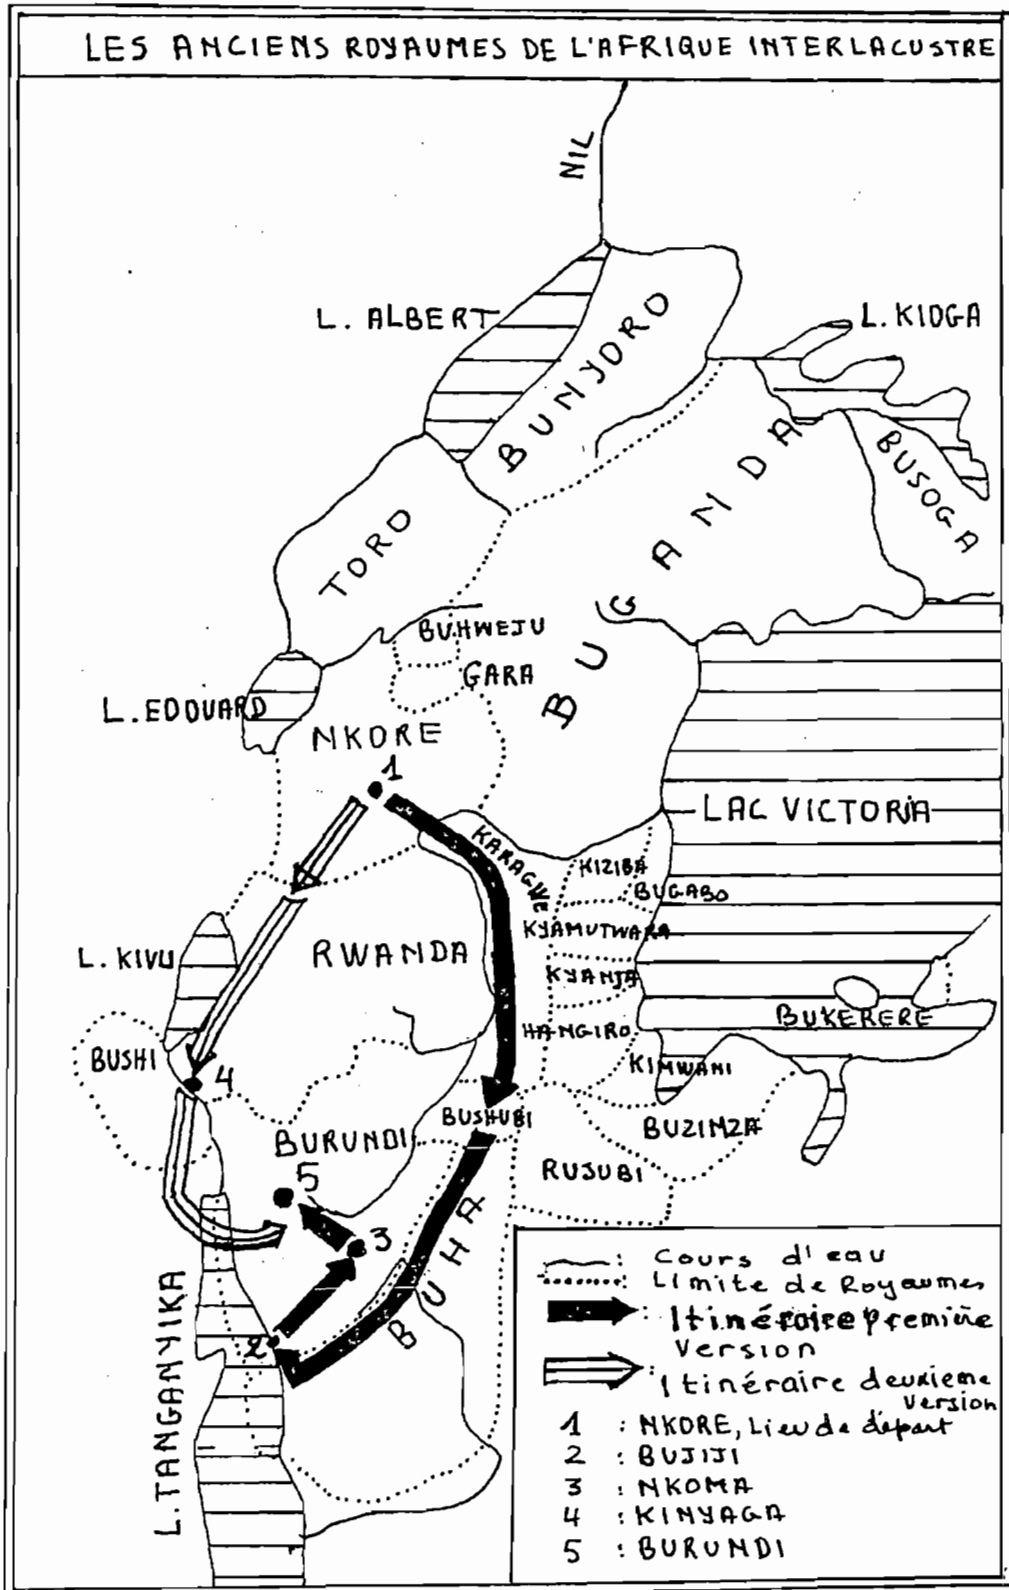 LES ANCIENS ROYAUMES DE L'AFRIQUE INTERLACUSTRE
NIL
L. ALBERT
L. KIOGA
BUNYORO
BUGANDA
BUSOGA
TORO
BUHWEJU
GARA
L. EDOUARD
NKORE
1
LAC VICTORIA
KARAGWE
KIZIBA
BUGABO
KYAMUTWARA
L. KIVU
RWANDA
KYANJA
BUKERERE
HANGIRO
BUSHI
KIMWANI
4
BUSHUBI
BUZINZA
BURUNDI
RUJUBI
5
3
BUHA
2
L. TANGANYIKA
: Cours d'eau
: Limite de Royaumes
: Itinéraire première
Version
: Itinéraire deuxième
Version
1 : NKORE, Lieu de départ
2 : BUJIJI
3 : NKOMA
4 : KINYAGA
5 : BURUNDI